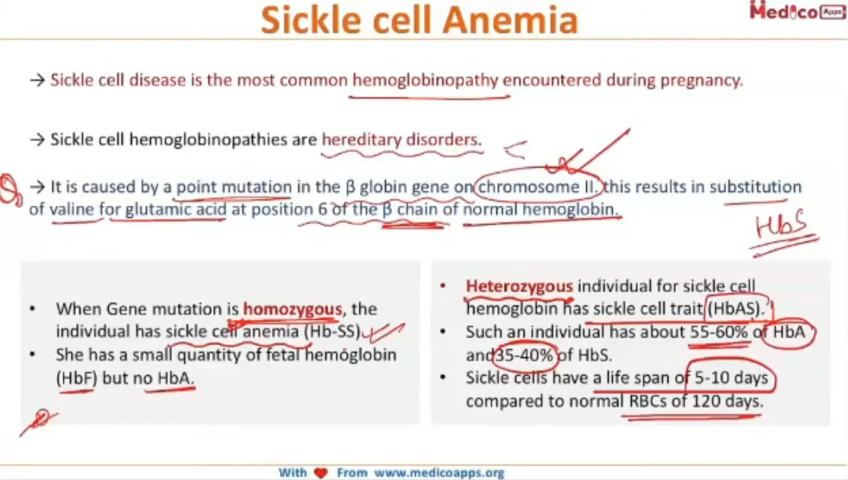 Sickle cell Anemia
Medico Apps
→ Sickle cell disease is the most common hemoglobinopathy encountered during pregnancy.
→ Sickle cell hemoglobinopathies are hereditary disorders.
→ It is caused by a point mutation in the β globin gene on chromosome II. this results in substitution
of valine for glutamic acid at position 6 of the β chain of normal hemoglobin.
HbS
• When Gene mutation is homozygous, the
individual has sickle cell anemia (Hb-SS).
• She has a small quantity of fetal hemoglobin
(HbF) but no HbA.
• Heterozygous individual for sickle cell
hemoglobin has sickle cell trait (HbAS).
• Such an individual has about 55-60% of HbA
and 35-40% of HbS.
• Sickle cells have a life span of 5-10 days
compared to normal RBCs of 120 days.
With ❤ From www.medicoapps.org